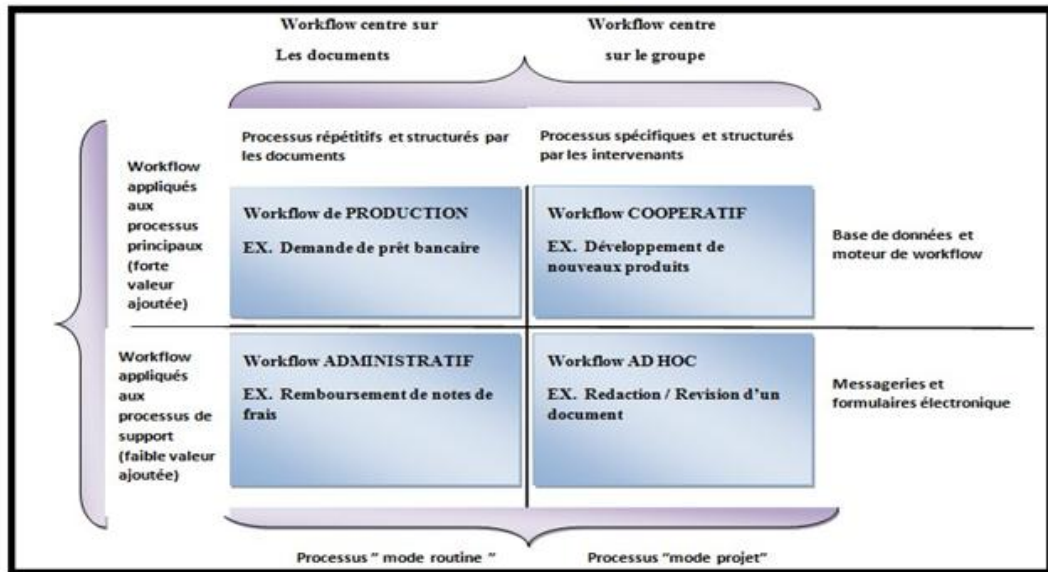 Workflow centre sur
Les documents
Workflow centre
sur le groupe
Processus répétitifs et structurés par
les documents
Processus spécifiques et structurés
par les intervenants
Workflow
appliqués
aux
processus
principaux
(forte
valeur
ajoutée)
Workflow de PRODUCTION
EX. Demande de prêt bancaire
Workflow COOPERATIF
EX. Développement de
nouveaux produits
Base de données et
moteur de workflow
Workflow
appliqués
aux
processus de
support
(faible valeur
ajoutée)
Workflow ADMINISTRATIF
EX. Remboursement de notes de
frais
Workflow AD HOC
EX. Redaction / Revision d'un
document
Messageries et
formulaires électronique
Processus " mode routine "
Processus "mode projet"